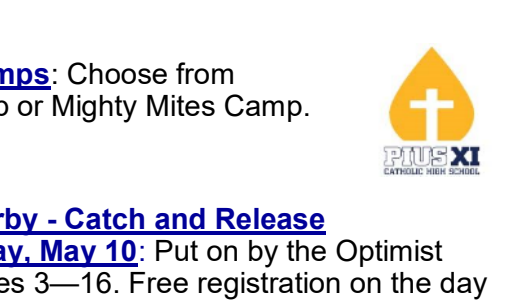 mps: Choose from
o or Mighty Mites Camp.
PIUS XI
CATHOLIC HIGH SCHOOL
rby - Catch and Release
ay, May 10: Put on by the Optimist
es 3—16. Free registration on the day